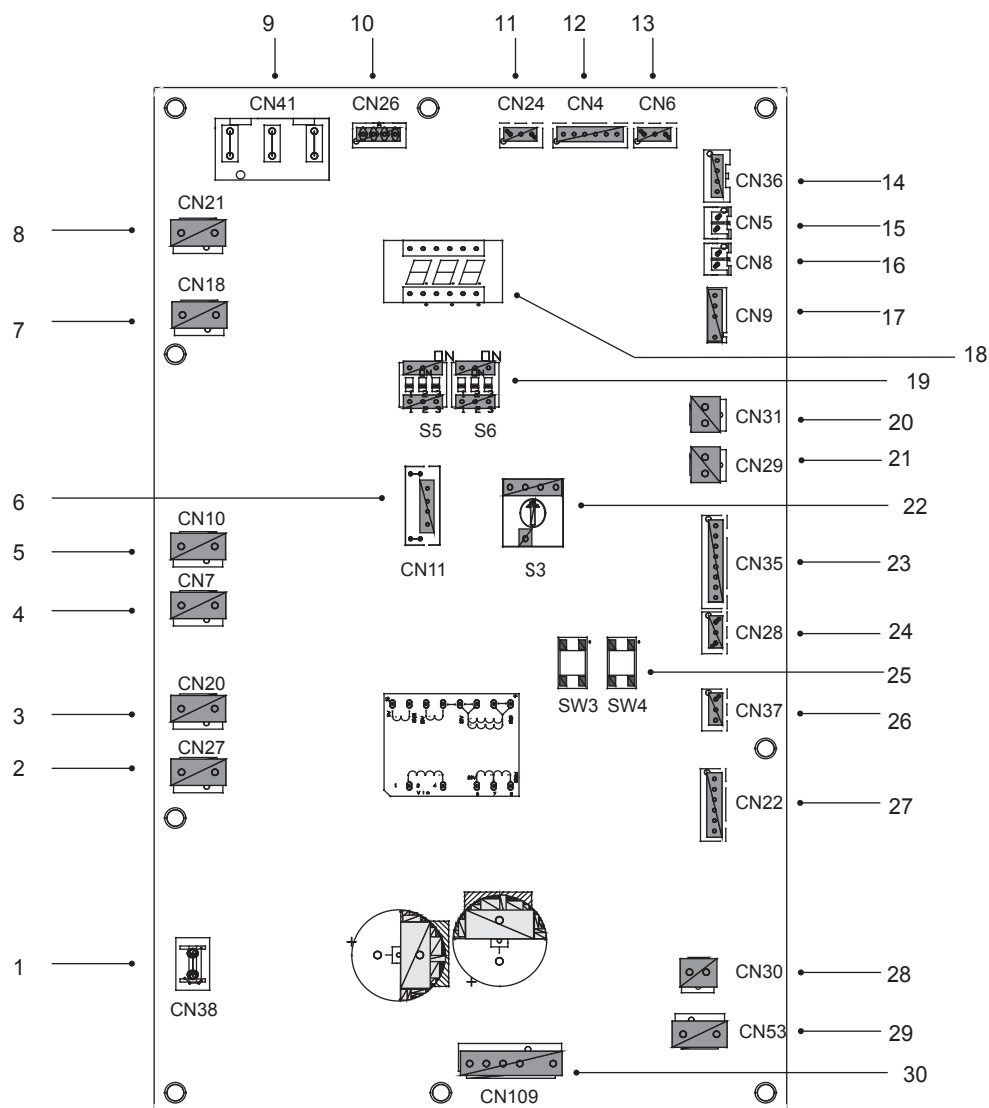 9 10 11 12 13
CN41 CN26 CN24 CN4 CN6
CN36 14
CN21
CN5 15
8
CN8 16
CN18
CN9 17
7
18
ON ON
19
ON
1 2 3 1 2 3
S5 S6
CN31 20
CN29 21
6
22
CN10
5
CN11 S3
CN35 23
CN7
4
CN28 24
25
SW3 SW4
CN20
3
CN37 26
CN27
2
CN22 27
1
CN38
CN30 28
CN53 29
30
CN109